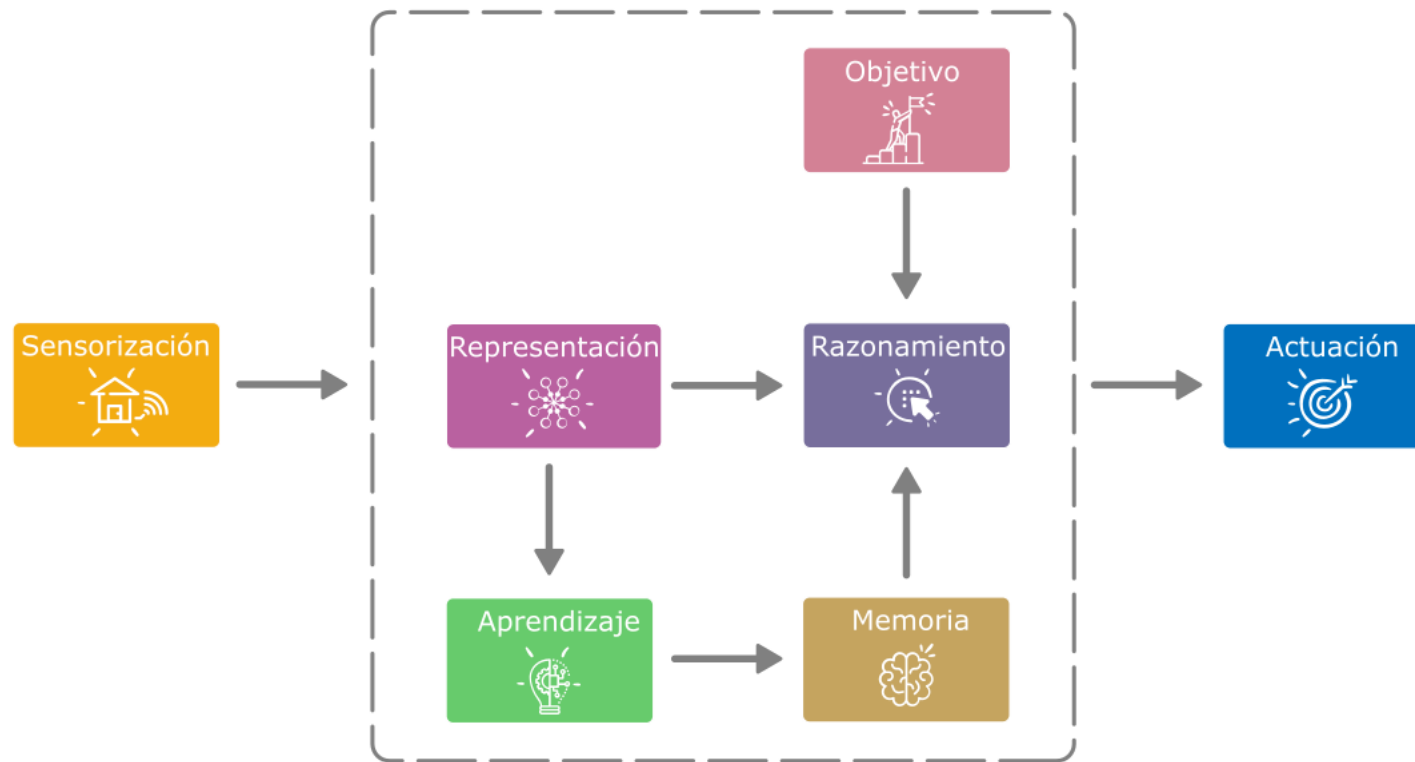 Objetivo
Sensorización
Representación
Razonamiento
Actuación
Aprendizaje
Memoria